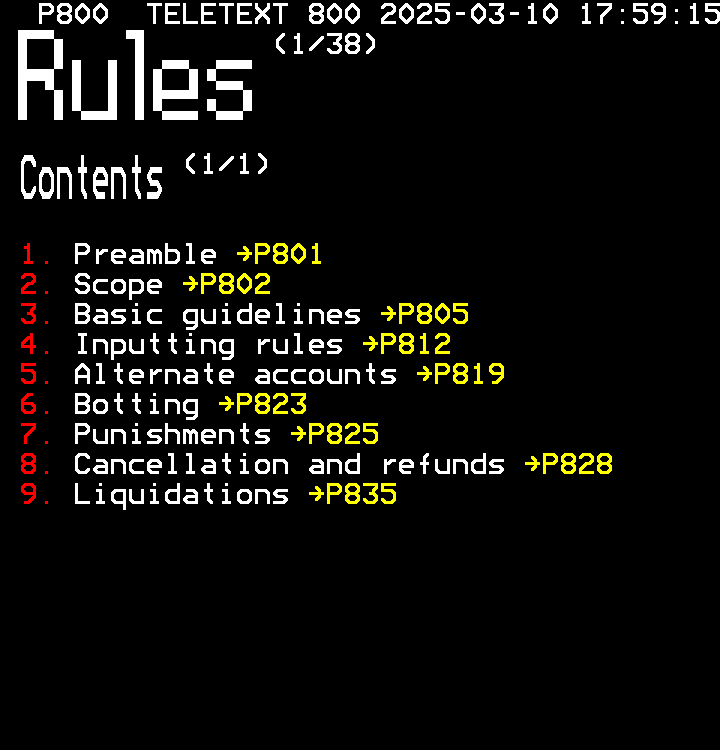 P800 TELETEXT 800 2025-03-10 17:59:15
Rules (1/38)
Contents (1/1)
1. Preamble →P801
2. Scope →P802
3. Basic guidelines →P805
4. Inputting rules →P812
5. Alternate accounts →P819
6. Botting →P823
7. Punishments →P825
8. Cancellation and refunds →P828
9. Liquidations →P835